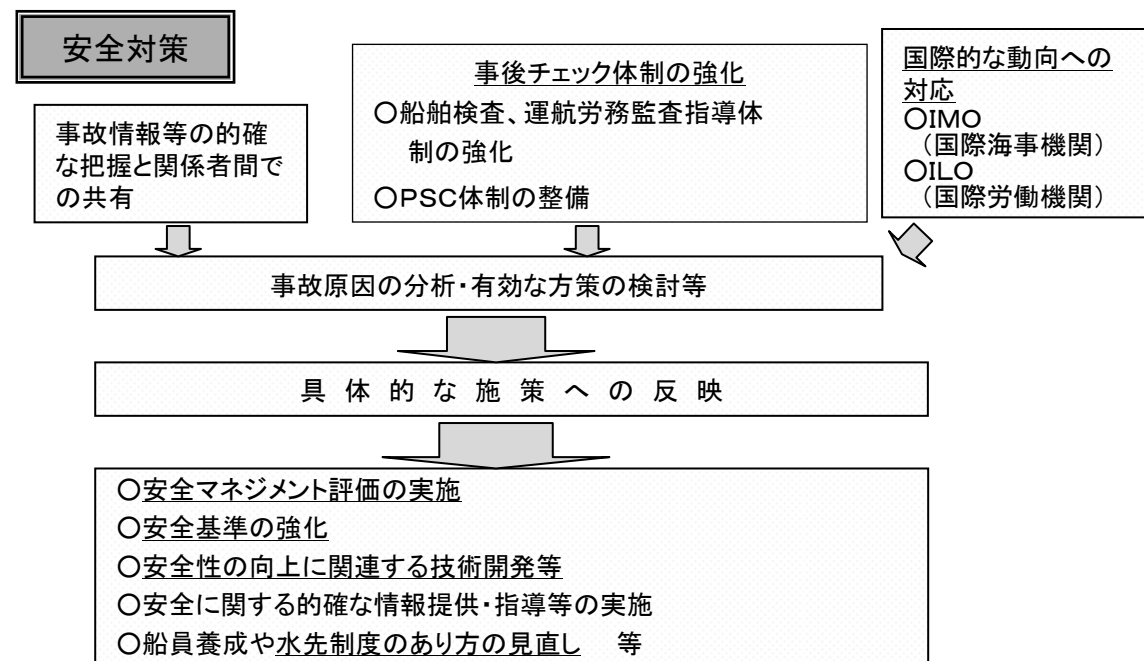 安全対策
事故情報等の的確
な把握と関係者間で
の共有
事後チェック体制の強化
○船舶検査、運航労務監査指導体
制の強化
○PSC体制の整備
国際的な動向への
対応
○IMO
（国際海事機関）
○ILO
（国際労働機関）
事故原因の分析・有効な方策の検討等
具体的な施策への反映
○安全マネジメント評価の実施
○安全基準の強化
○安全性の向上に関連する技術開発等
○安全に関する的確な情報提供・指導等の実施
○船員養成や水先制度のあり方の見直し　等